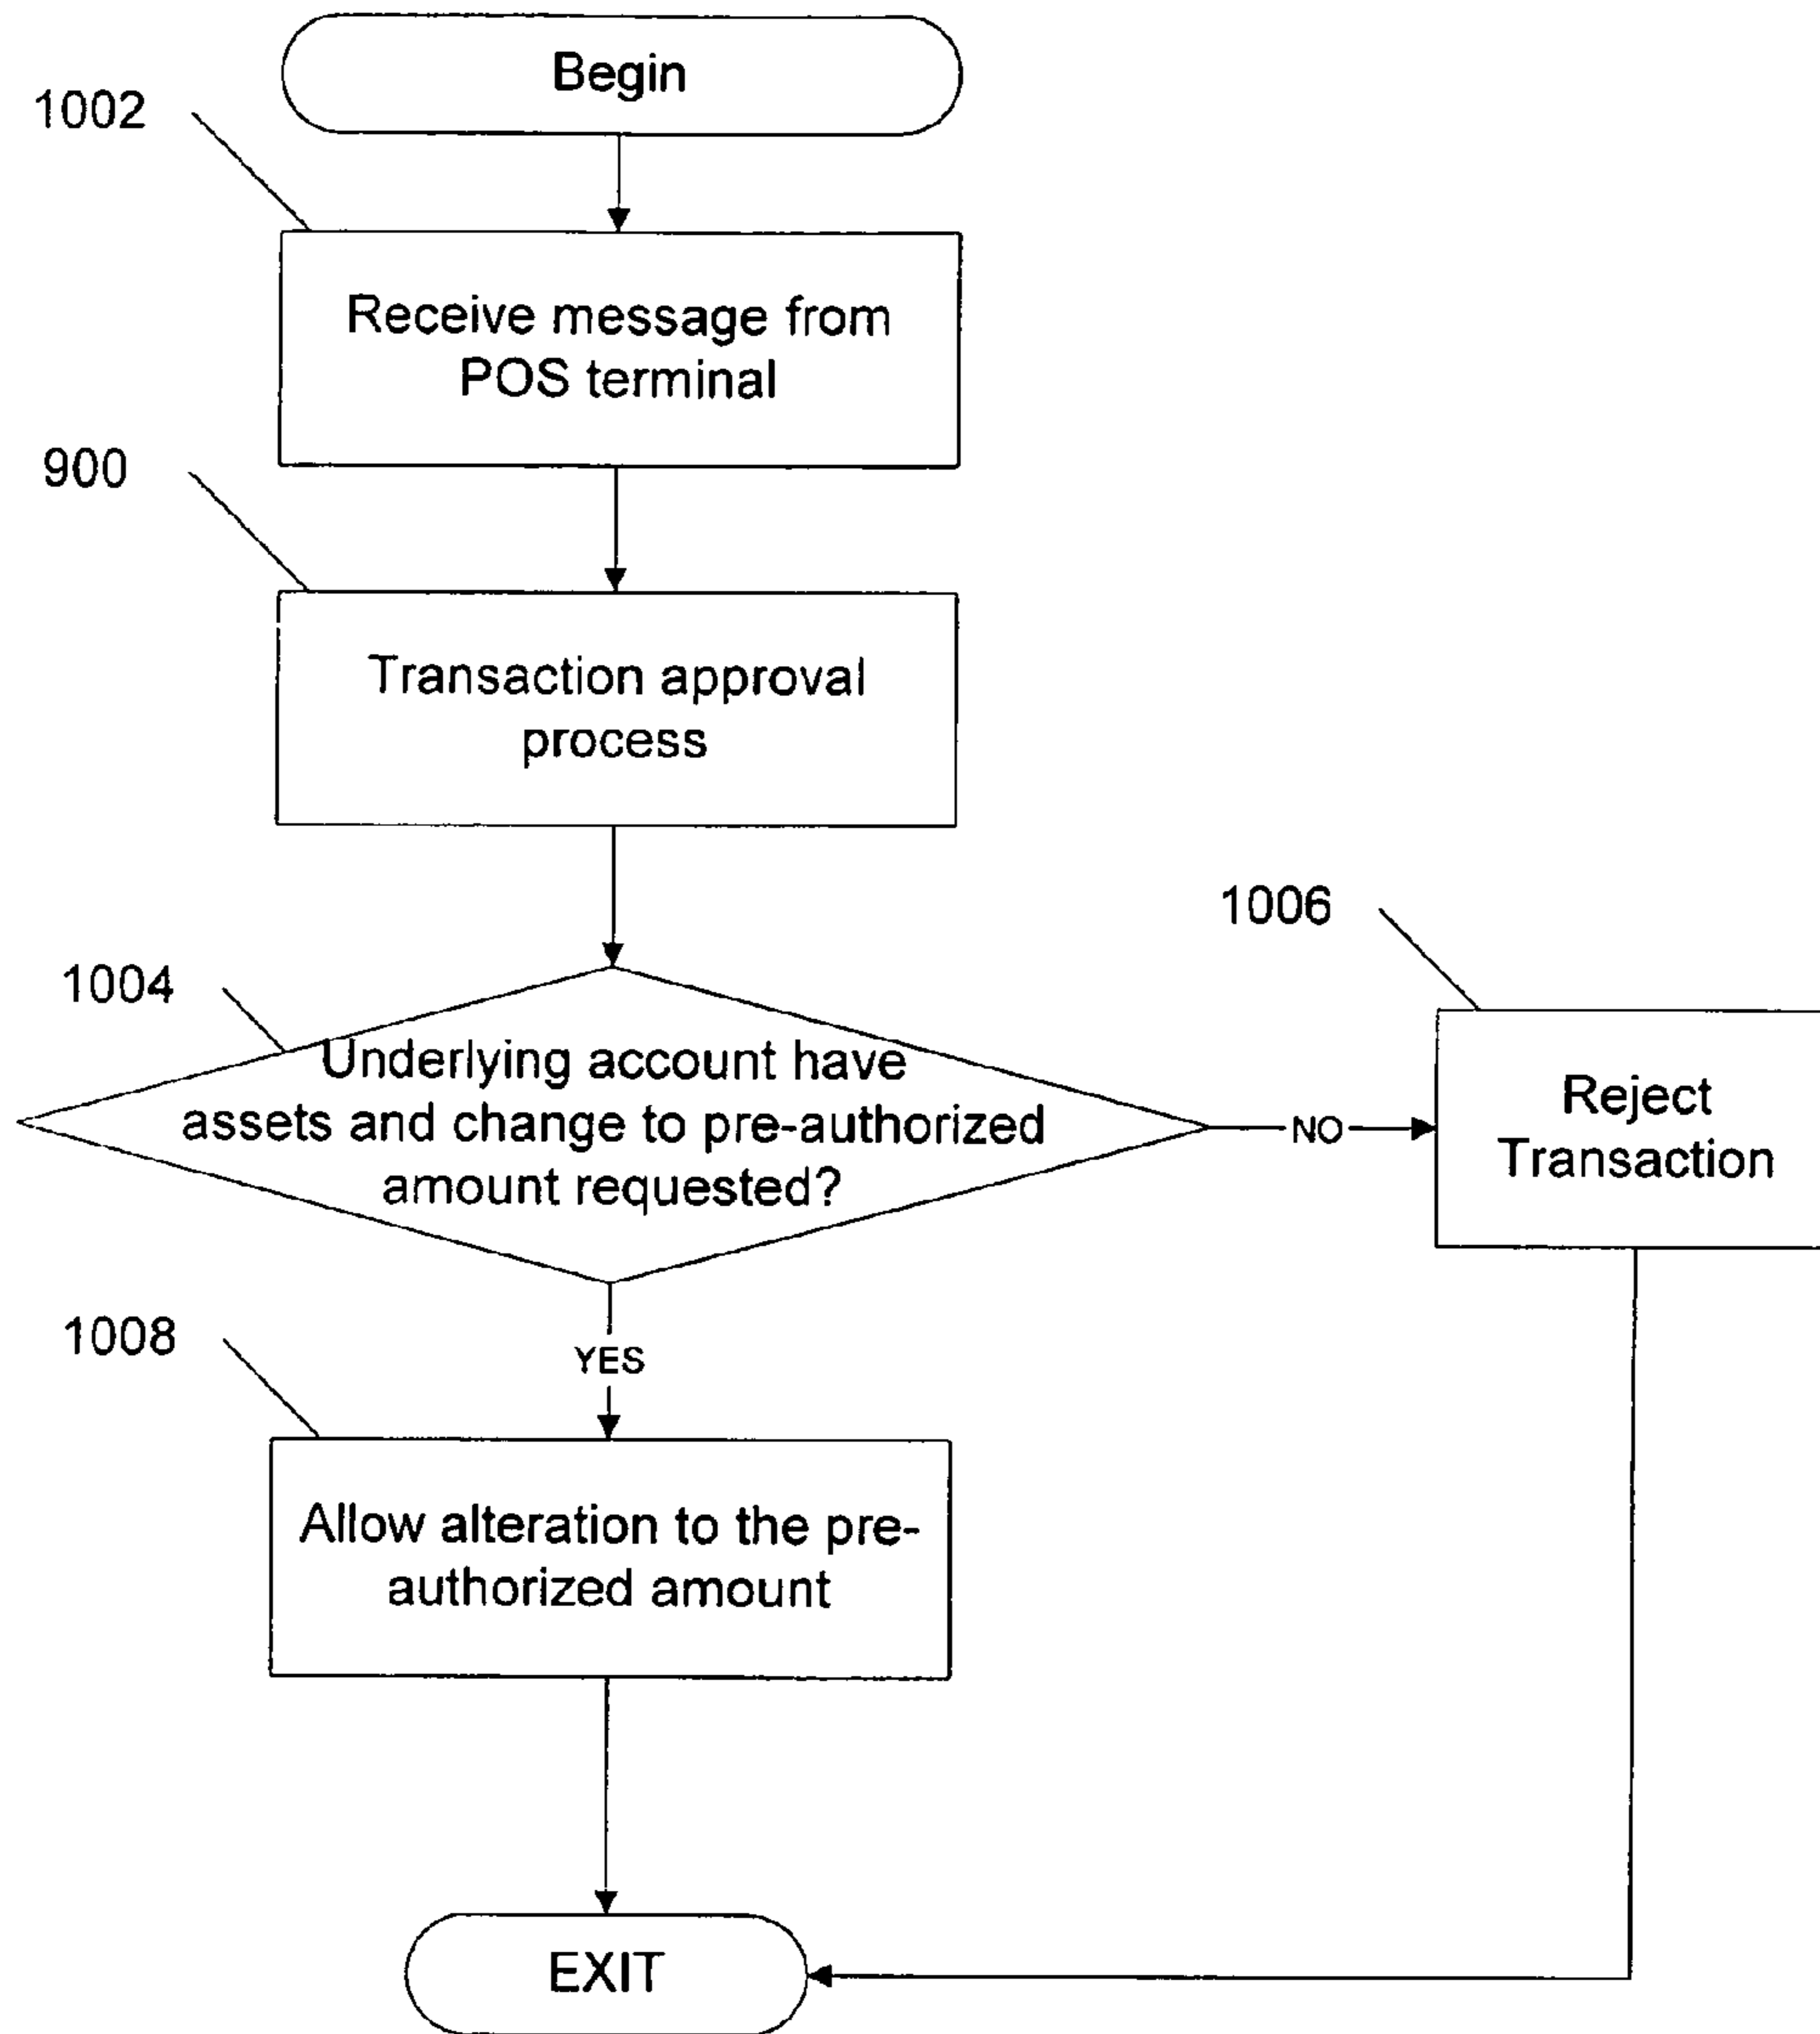 Begin
1002
Receive message from
POS terminal
900
Transaction approval
process
1004
Underlying account have
assets and change to pre-authorized
amount requested?
NO
1006
Reject
Transaction
YES
1008
Allow alteration to the pre-
authorized amount
EXIT